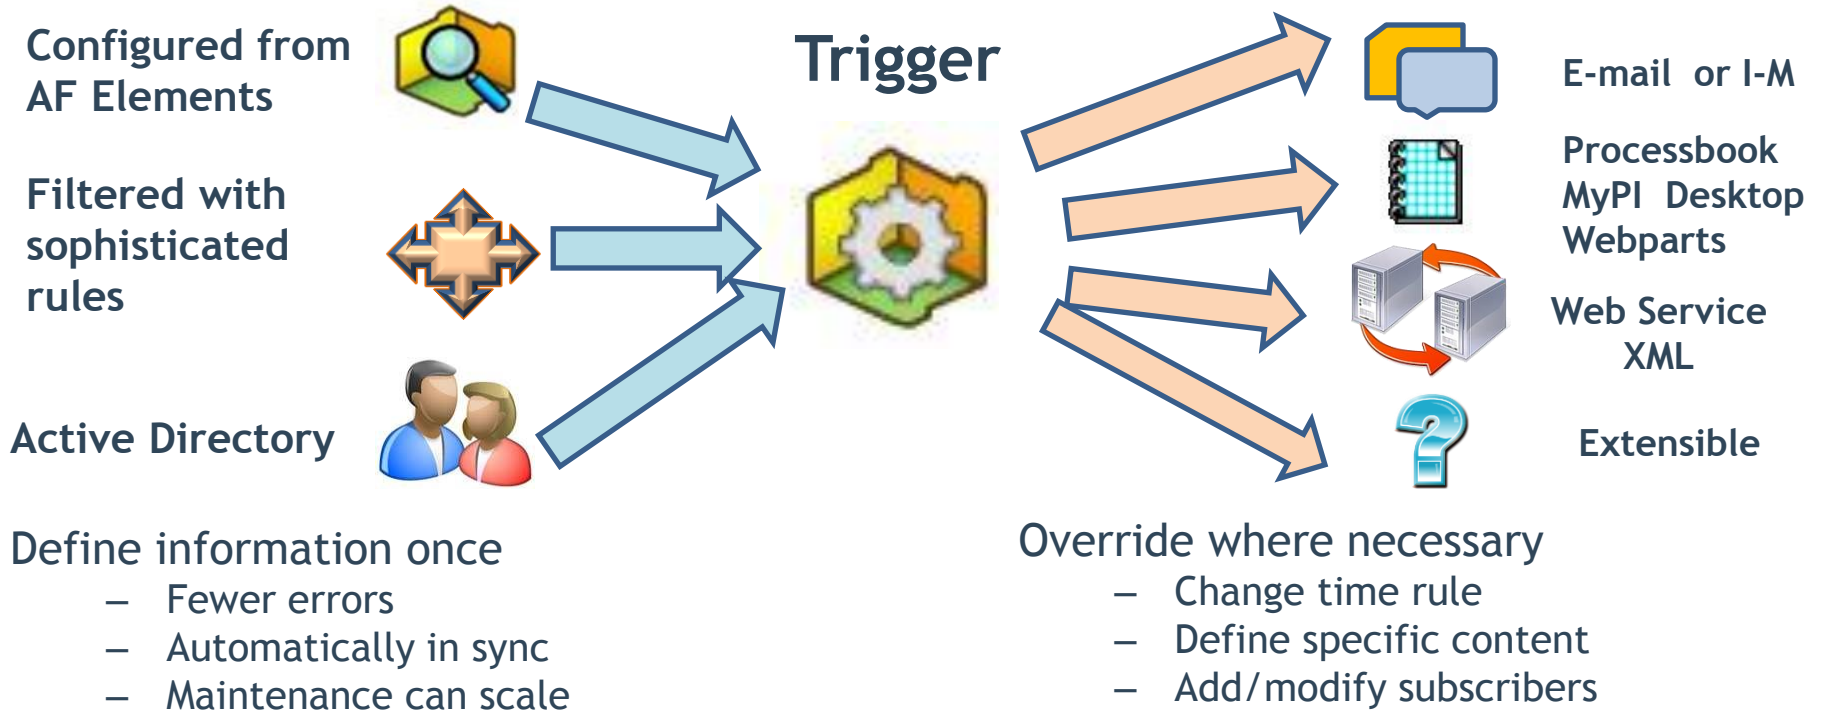 Configured from
AF Elements
Filtered with
sophisticated
rules
Active Directory
Trigger
E-mail or I-M
Processbook
MyPI Desktop
Webparts
Web Service
XML
Extensible
Define information once
– Fewer errors
– Automatically in sync
– Maintenance can scale
Override where necessary
– Change time rule
– Define specific content
– Add/modify subscribers